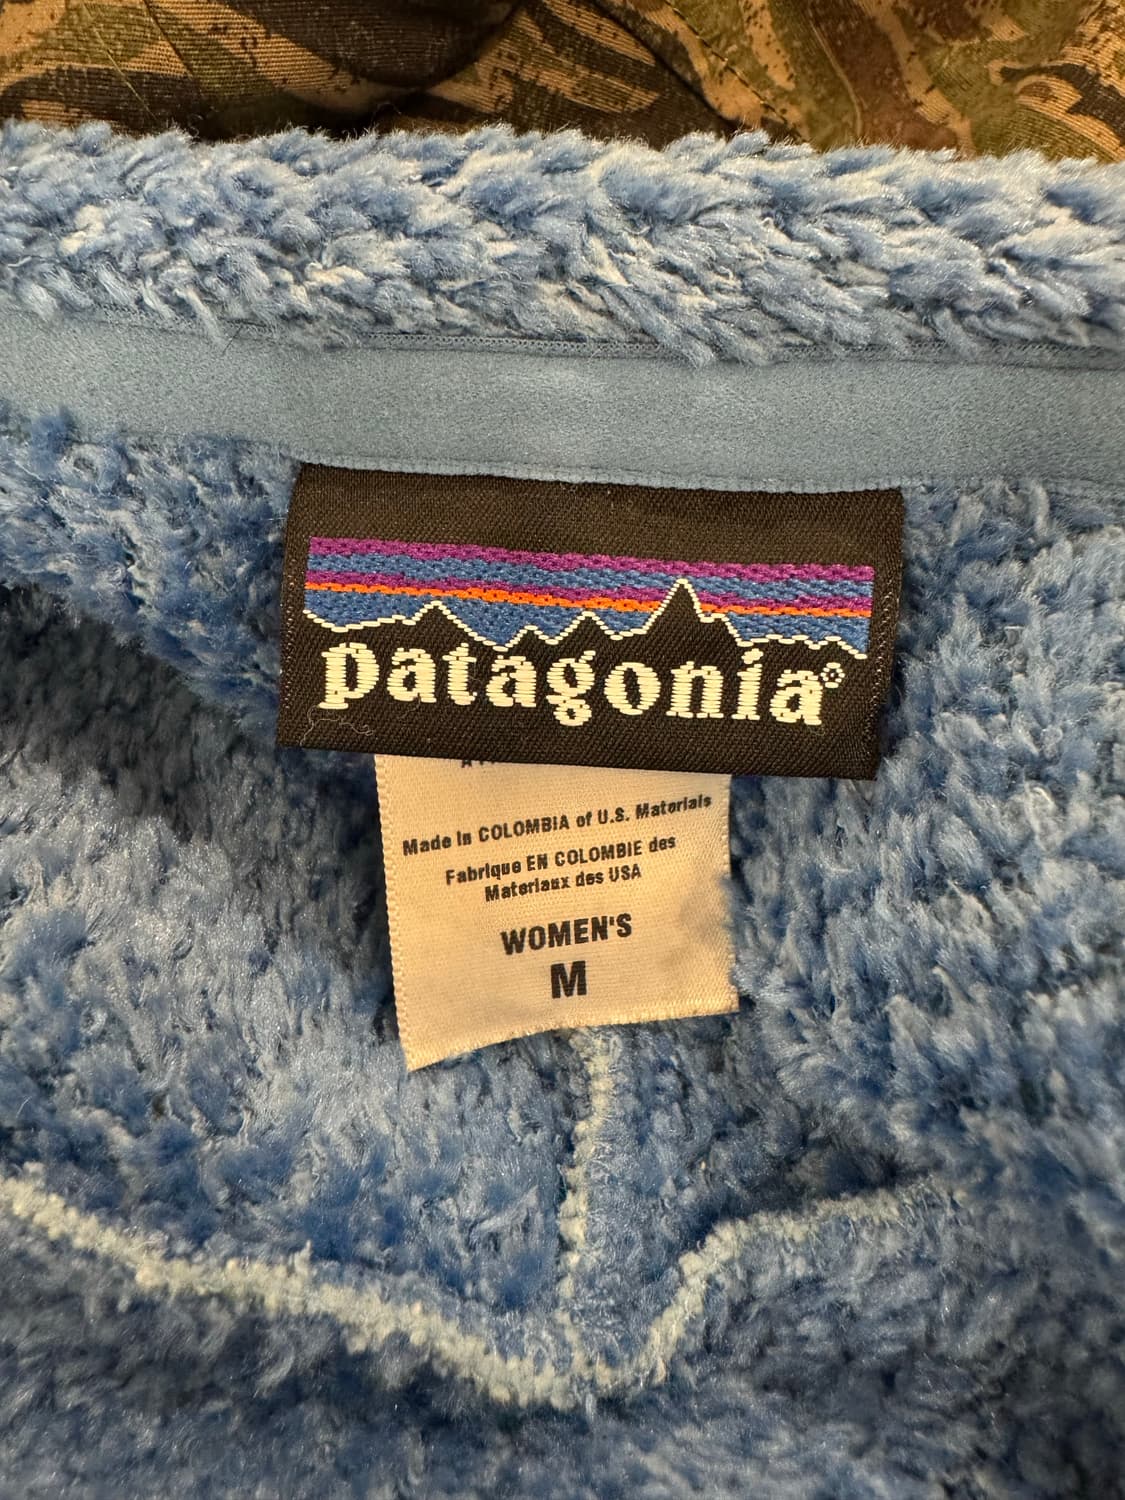 patagonia®
Made in COLOMBIA of U.S. Materials
Fabrique EN COLOMBIE des
Materiaux des USA
WOMEN'S
M